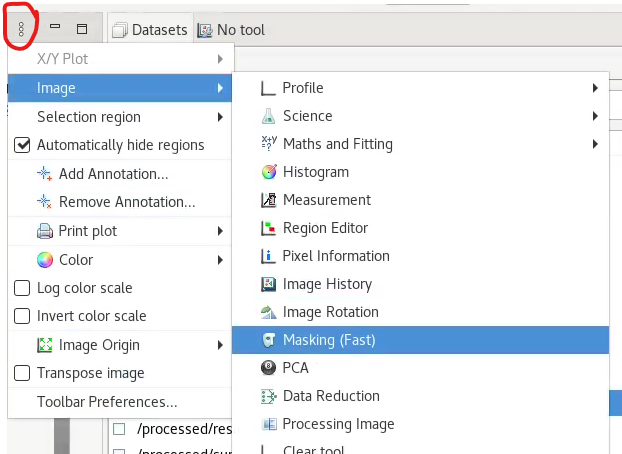 Datasets No tool
X/Y Plot
Image
Selection region
Automatically hide regions
Add Annotation...
Remove Annotation...
Print plot
Color
Log color scale
Invert color scale
Image Origin
Transpose image
Toolbar Preferences...
Profile
Science
Maths and Fitting
Histogram
Measurement
Region Editor
Pixel Information
Image History
Image Rotation
Masking (Fast)
PCA
Data Reduction
Processing Image
Clear tool
/processed/res
/processed/sum